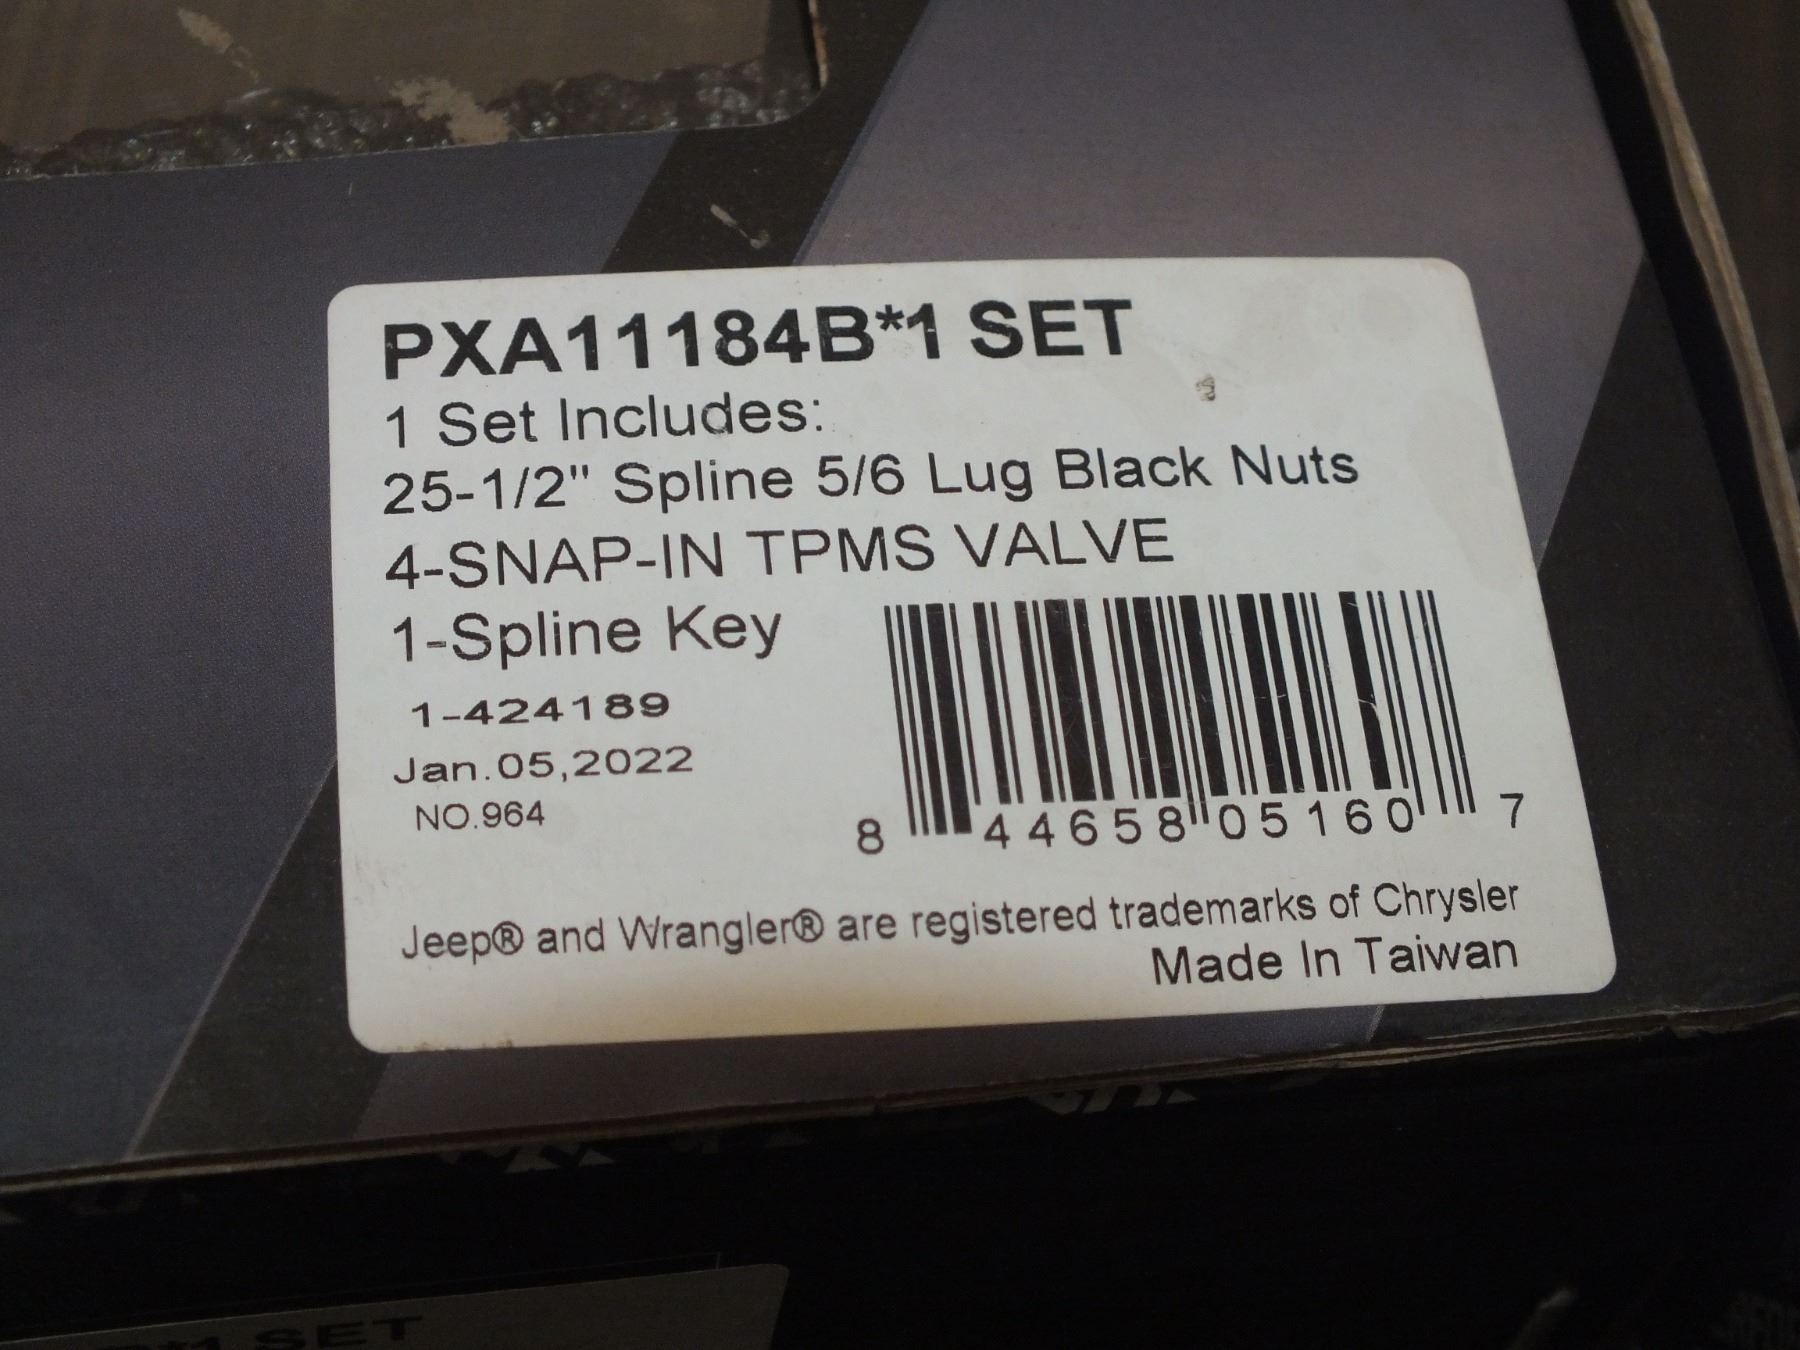 PXA11184B*1 SET
1 Set Includes:
25-1/2" Spline 5/6 Lug Black Nuts
4-SNAP-IN TPMS VALVE
1-Spline Key
1-424189
Jan.05,2022
NO.964
8 44658 05160 7
Jeep® and Wrangler® are registered trademarks of Chrysler
Made In Taiwan
SET